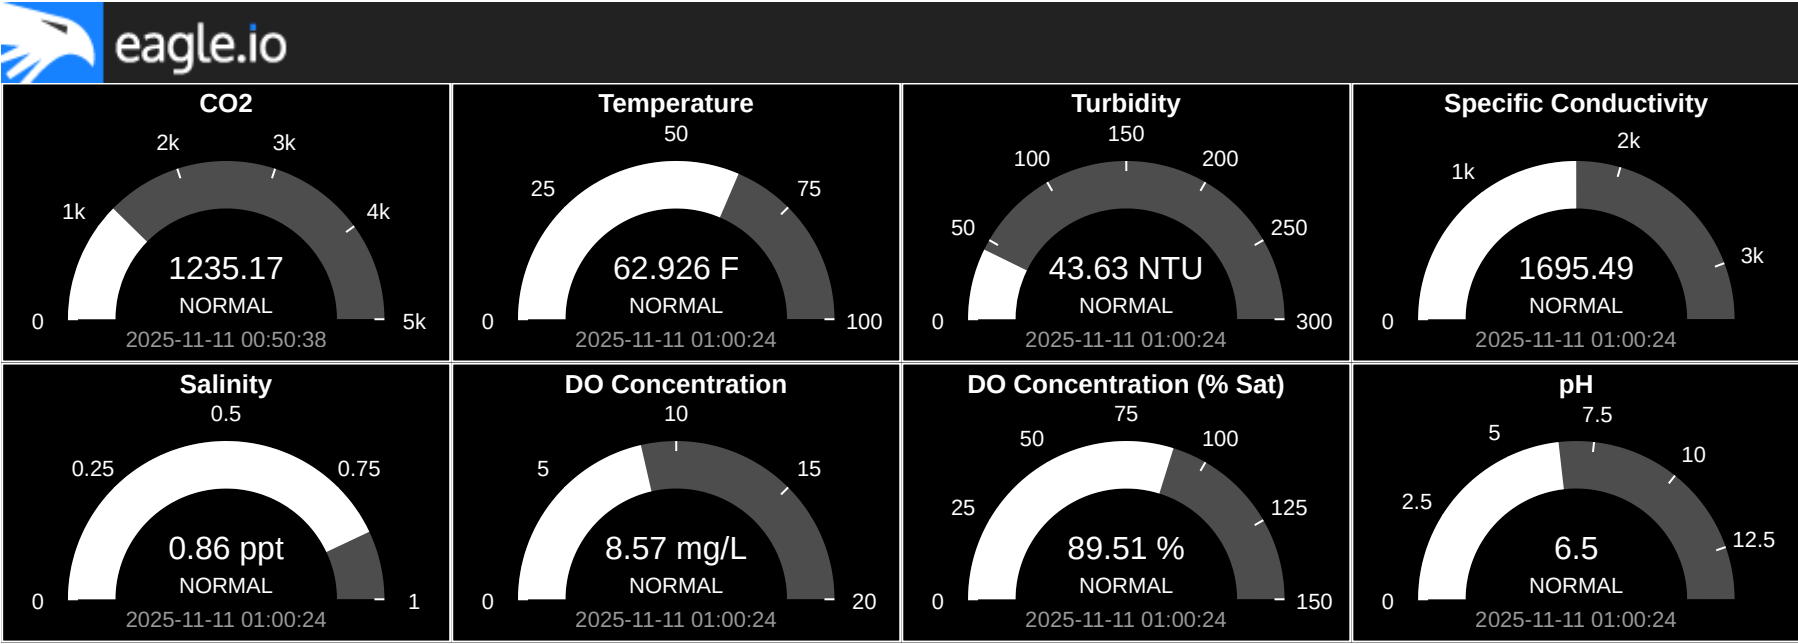 eagle.io
CO2
0
1k
2k
3k
4k
5k
1235.17
NORMAL
2025-11-11 00:50:38
Temperature
0
25
50
75
100
62.926 F
NORMAL
2025-11-11 01:00:24
Turbidity
0
50
100
150
200
250
300
43.63 NTU
NORMAL
2025-11-11 01:00:24
Specific Conductivity
0
1k
2k
3k
1695.49
NORMAL
2025-11-11 01:00:24
Salinity
0
0.25
0.5
0.75
1
0.86 ppt
NORMAL
2025-11-11 01:00:24
DO Concentration
0
5
10
15
20
8.57 mg/L
NORMAL
2025-11-11 01:00:24
DO Concentration (% Sat)
0
25
50
75
100
125
150
89.51 %
NORMAL
2025-11-11 01:00:24
pH
0
2.5
5
7.5
10
12.5
6.5
NORMAL
2025-11-11 01:00:24